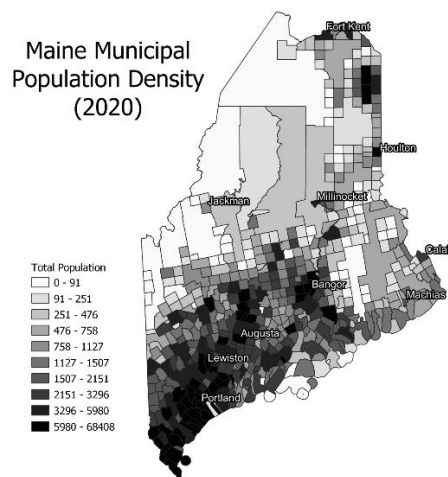 Maine Municipal
Population Density
(2020)
Fort Kent
Houlton
Jackman
Millinocket
Calai
Bangor
Machias
Augusta
Lewiston
Portland
Total Population
0 - 91
91 - 251
251 - 476
476 - 758
758 - 1127
1127 - 1507
1507 - 2151
2151 - 3296
3296 - 5980
5980 - 68408